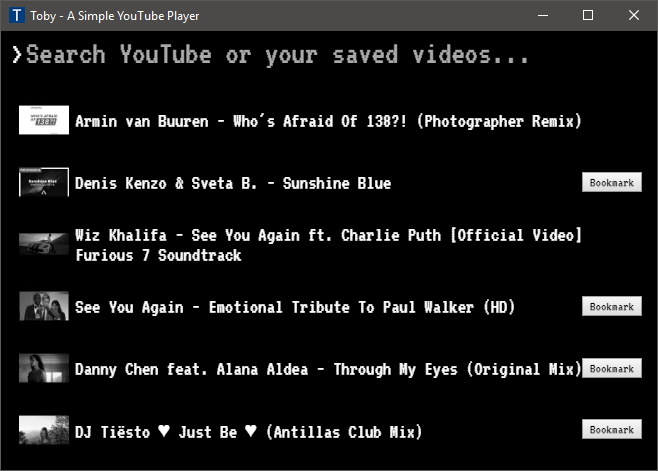 T Toby - A Simple YouTube Player
❯Search YouTube or your saved videos...
WHO'S AFRAID OF 138?!
Armin van Buuren - Who's Afraid Of 138?! (Photographer Remix)
Sunshine Blue
Denis Kenzo & Sveta B. - Sunshine Blue
Bookmark
Wiz Khalifa - See You Again ft. Charlie Puth [Official Video]
Furious 7 Soundtrack
See You Again - Emotional Tribute To Paul Walker (HD)
Bookmark
Danny Chen feat. Alana Aldea - Through My Eyes (Original Mix)
Bookmark
DJ Tiësto ♥ Just Be ♥ (Antillas Club Mix)
Bookmark